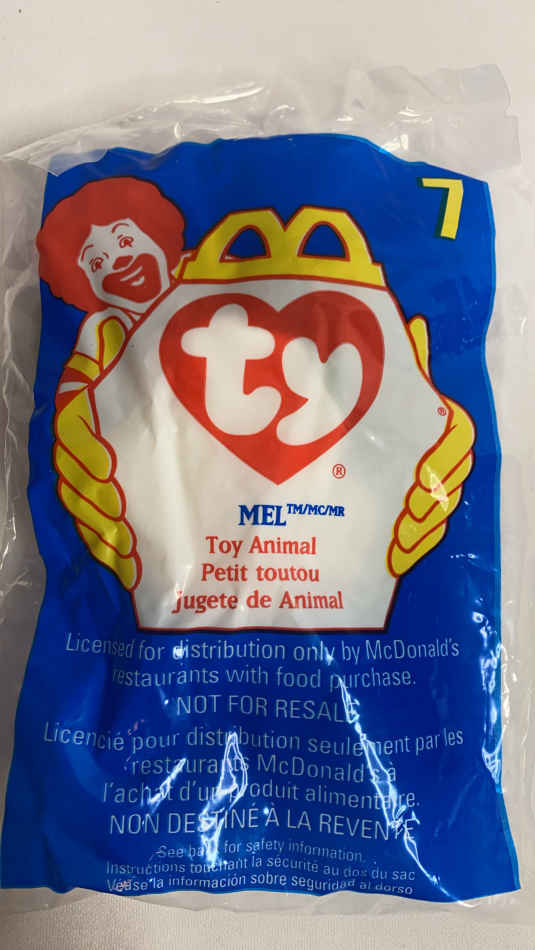 7
ty®
®
MEL™/MC/MR
Toy Animal
Petit toutou
Jugete de Animal
Licensed for distribution only by McDonald's
restaurants with food purchase.
NOT FOR RESALE
Licencié pour distribution seulement par les
restaurants McDonald's à
l'achat d'un produit alimentaire.
NON DESTINÉ À LA REVENTE
See back for safety information.
Instructions touchant la sécurité au dos du sac
Véase la información sobre seguridad al dorso